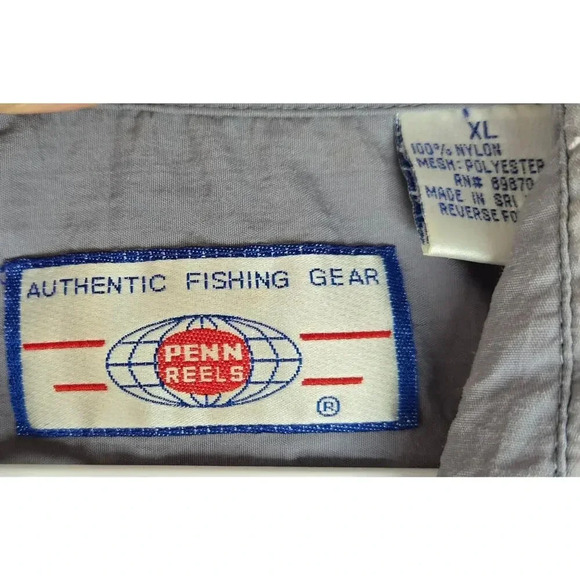 XL
100% NYLON
MESH: POLYESTER
RN# 89870
MADE IN SRI
REVERSE FO
AUTHENTIC FISHING GEAR
PENN
REELS
®